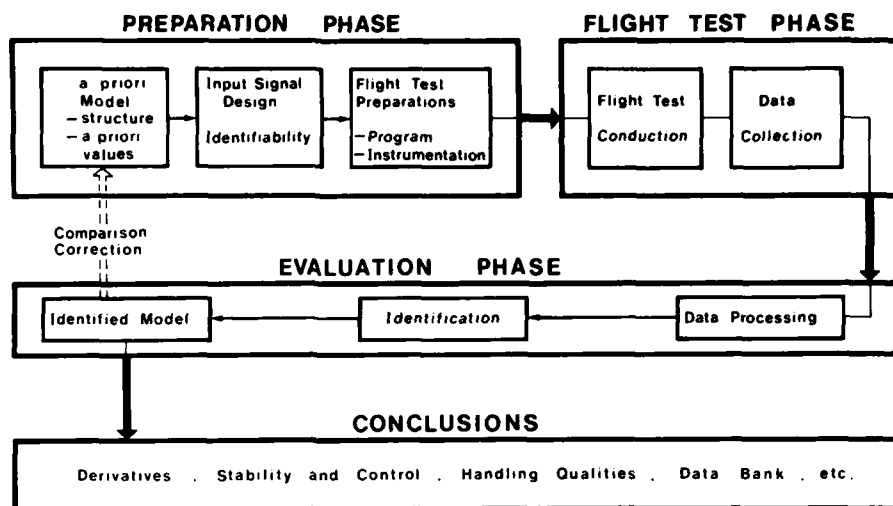 PREPARATION PHASE
FLIGHT TEST PHASE
a priori
Model
– structure
– a priori
values
Input Signal
Design
Identifiability
Flight Test
Preparations
– Program
– Instrumentation
Flight Test
Conduction
Data
Collection
Comparison
Correction
EVALUATION PHASE
Identified Model
Identification
Data Processing
CONCLUSIONS
Derivatives . Stability and Control . Handling Qualities . Data Bank . etc.